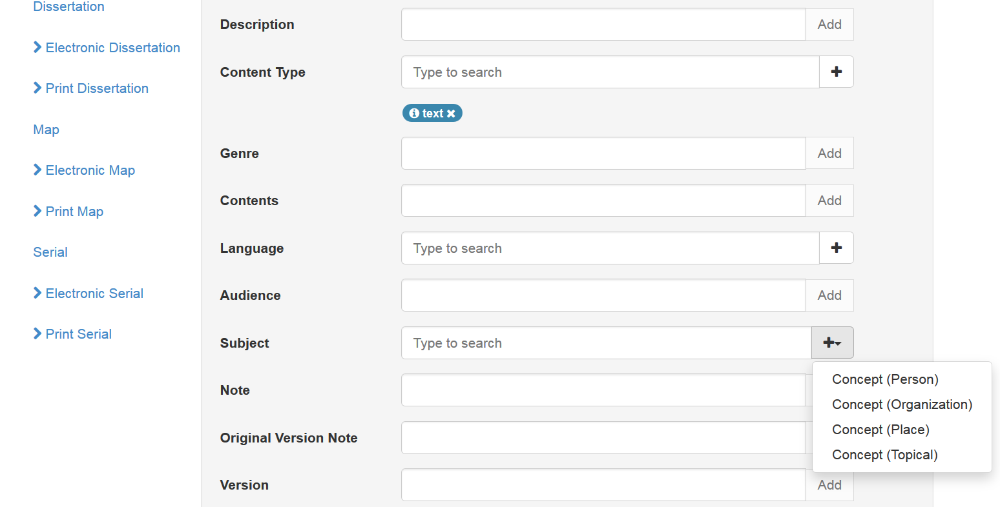 Dissertation
Electronic Dissertation
Print Dissertation
Map
Electronic Map
Print Map
Serial
Electronic Serial
Print Serial
Description Add
Content Type Type to search
text
Genre Add
Contents Add
Language Type to search
Audience Add
Subject Type to search
Concept (Person)
Concept (Organization)
Concept (Place)
Concept (Topical)
Note
Original Version Note
Version Add